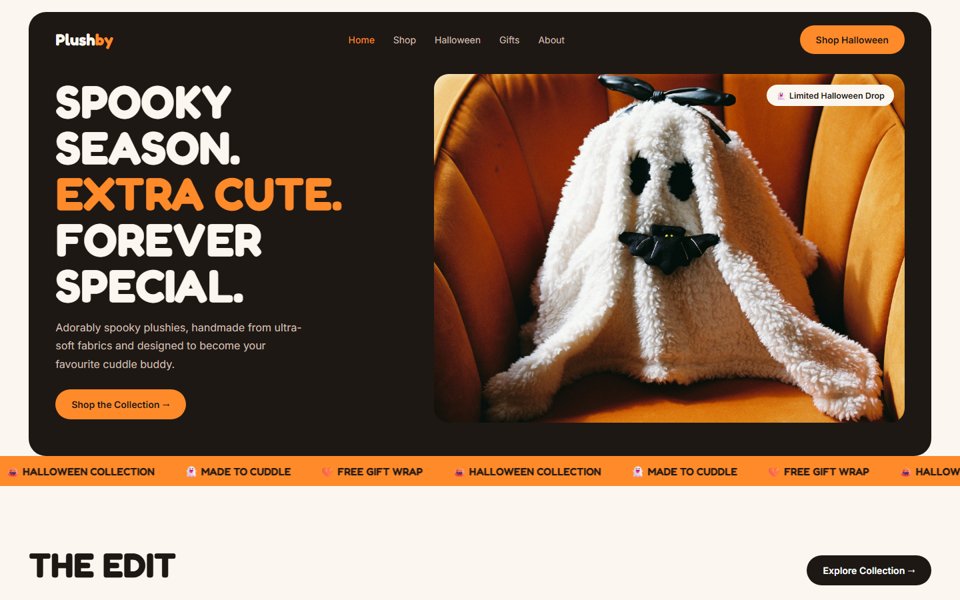 Plushby
Home Shop Halloween Gifts About
Shop Halloween
SPOOKY
SEASON.
EXTRA CUTE.
FOREVER
SPECIAL.
Adorably spooky plushies, handmade from ultra-
soft fabrics and designed to become your
favourite cuddle buddy.
Shop the Collection →
Limited Halloween Drop
HALLOWEEN COLLECTION MADE TO CUDDLE FREE GIFT WRAP HALLOWEEN COLLECTION MADE TO CUDDLE FREE GIFT WRAP HALLOW
THE EDIT
Explore Collection →